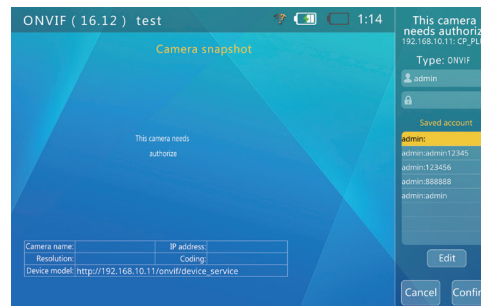 ONVIF ( 16.12 ) test
1:14
Camera snapshot
This camera needs
authorize
Camera name:
IP address:
Resolution:
Coding:
Device model: http://192.168.10.11/onvif/device_service
This camera
needs authoriz
192.168.10.11: CP_PLU
Type: ONVIF
admin
Saved account
admin:
admin:admin12345
admin:123456
admin:888888
admin:admin
Edit
Cancel
Confir